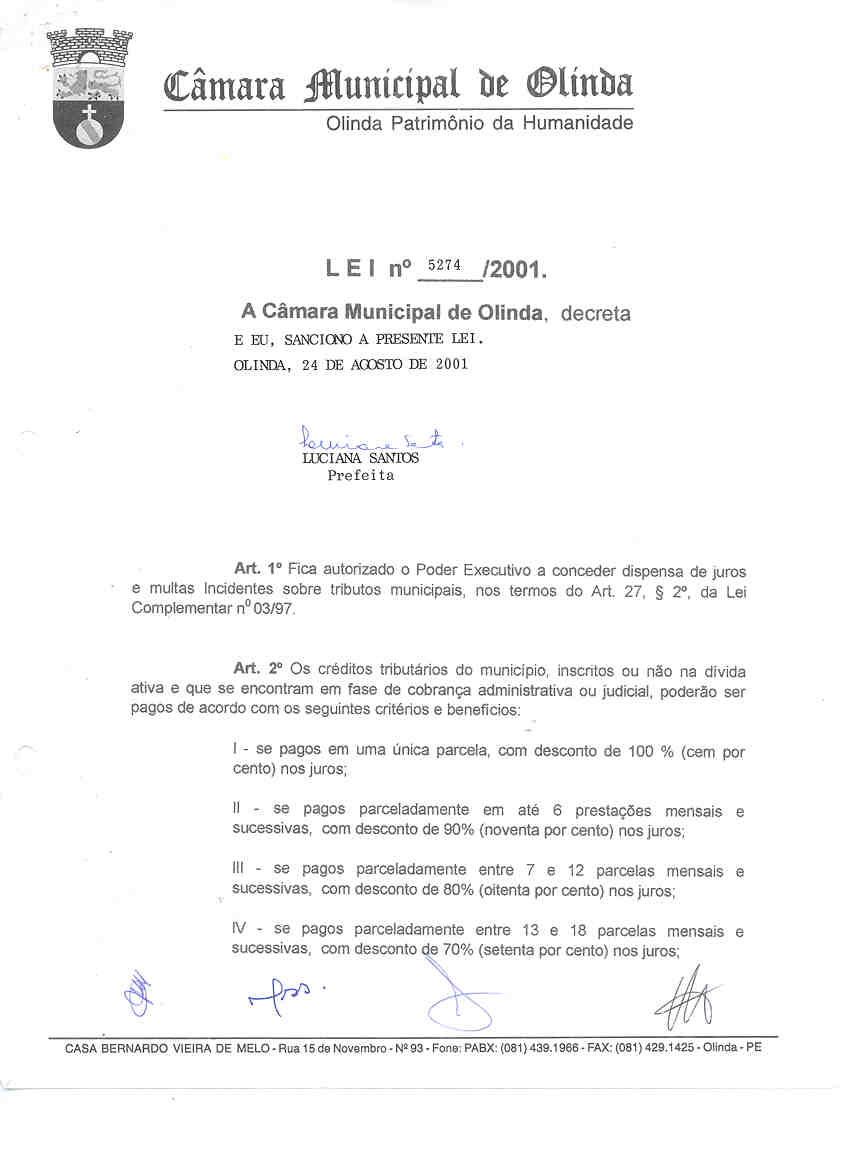 Câmara Municipal de Olinda
Olinda Patrimônio da Humanidade
L E I nº 5274 /2001.
A Câmara Municipal de Olinda, decreta
E EU, SANCIONO A PRESENTE LEI.
OLINDA, 24 DE AGOSTO DE 2001
Luciana Santos
LUCIANA SANTOS
Prefeita
Art. 1º Fica autorizado o Poder Executivo a conceder dispensa de juros
e multas Incidentes sobre tributos municipais, nos termos do Art. 27, § 2º, da Lei
Complementar nº 03/97.
Art. 2º Os créditos tributários do município, inscritos ou não na dívida
ativa e que se encontram em fase de cobrança administrativa ou judicial, poderão ser
pagos de acordo com os seguintes critérios e benefícios:
I - se pagos em uma única parcela, com desconto de 100 % (cem por
cento) nos juros;
II - se pagos parceladamente em até 6 prestações mensais e
sucessivas, com desconto de 90% (noventa por cento) nos juros;
III - se pagos parceladamente entre 7 e 12 parcelas mensais e
sucessivas, com desconto de 80% (oitenta por cento) nos juros;
IV - se pagos parceladamente entre 13 e 18 parcelas mensais e
sucessivas, com desconto de 70% (setenta por cento) nos juros;
CASA BERNARDO VIEIRA DE MELO - Rua 15 de Novembro - Nº 93 - Fone: PABX: (081) 439.1966 - FAX: (081) 429.1425 - Olinda - PE